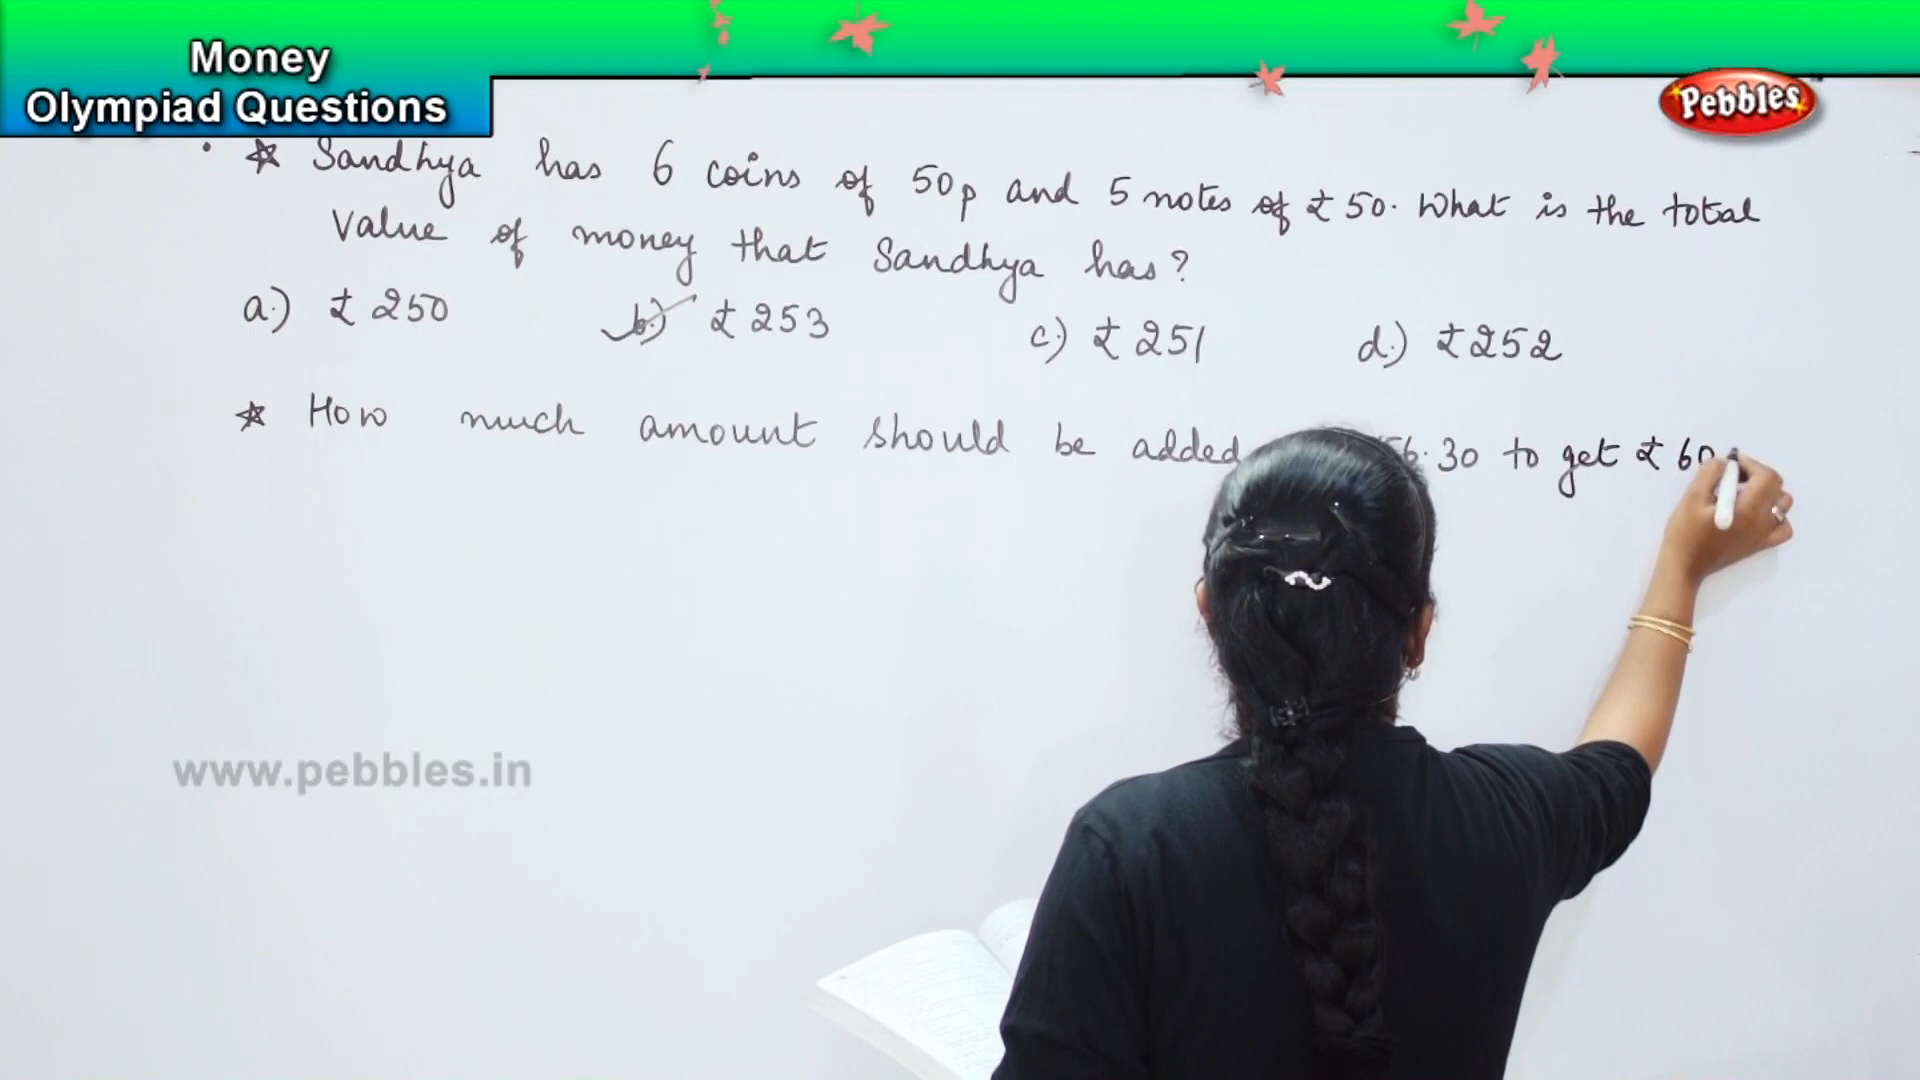 Money
Olympiad Questions
Pebbles
☆ Sandhya has 6 coins of 50p and 5 notes of ₹ 50. What is the total
Value of money that Sandhya has?
a.) ₹ 250 b.) ₹ 253 c.) ₹ 251 d.) ₹ 252
☆ How much amount should be added 56.30 to get ₹ 60
www.pebbles.in